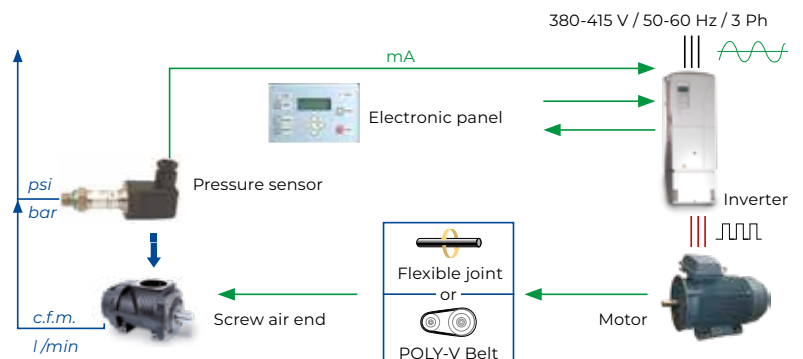 380-415 V / 50-60 Hz / 3 Ph
mA
Electronic panel
psi
bar
Pressure sensor
Inverter
Flexible joint
or
POLY-V Belt
c.f.m.
l /min
Screw air end
Motor